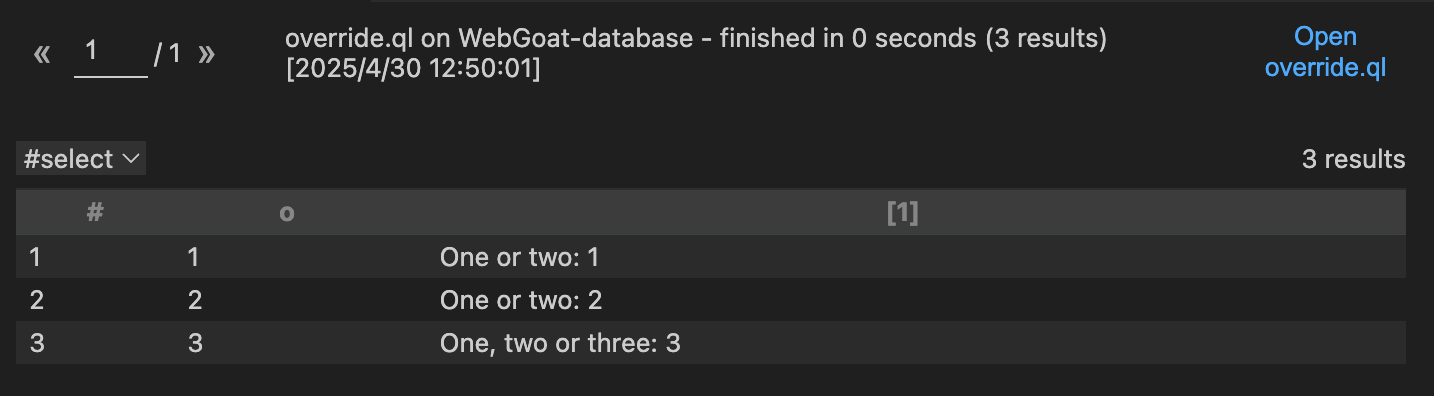 « 1 / 1 »
override.ql on WebGoat-database - finished in 0 seconds (3 results)
[2025/4/30 12:50:01]
Open
override.ql
#select
3 results
# o [1]
1 1 One or two: 1
2 2 One or two: 2
3 3 One, two or three: 3